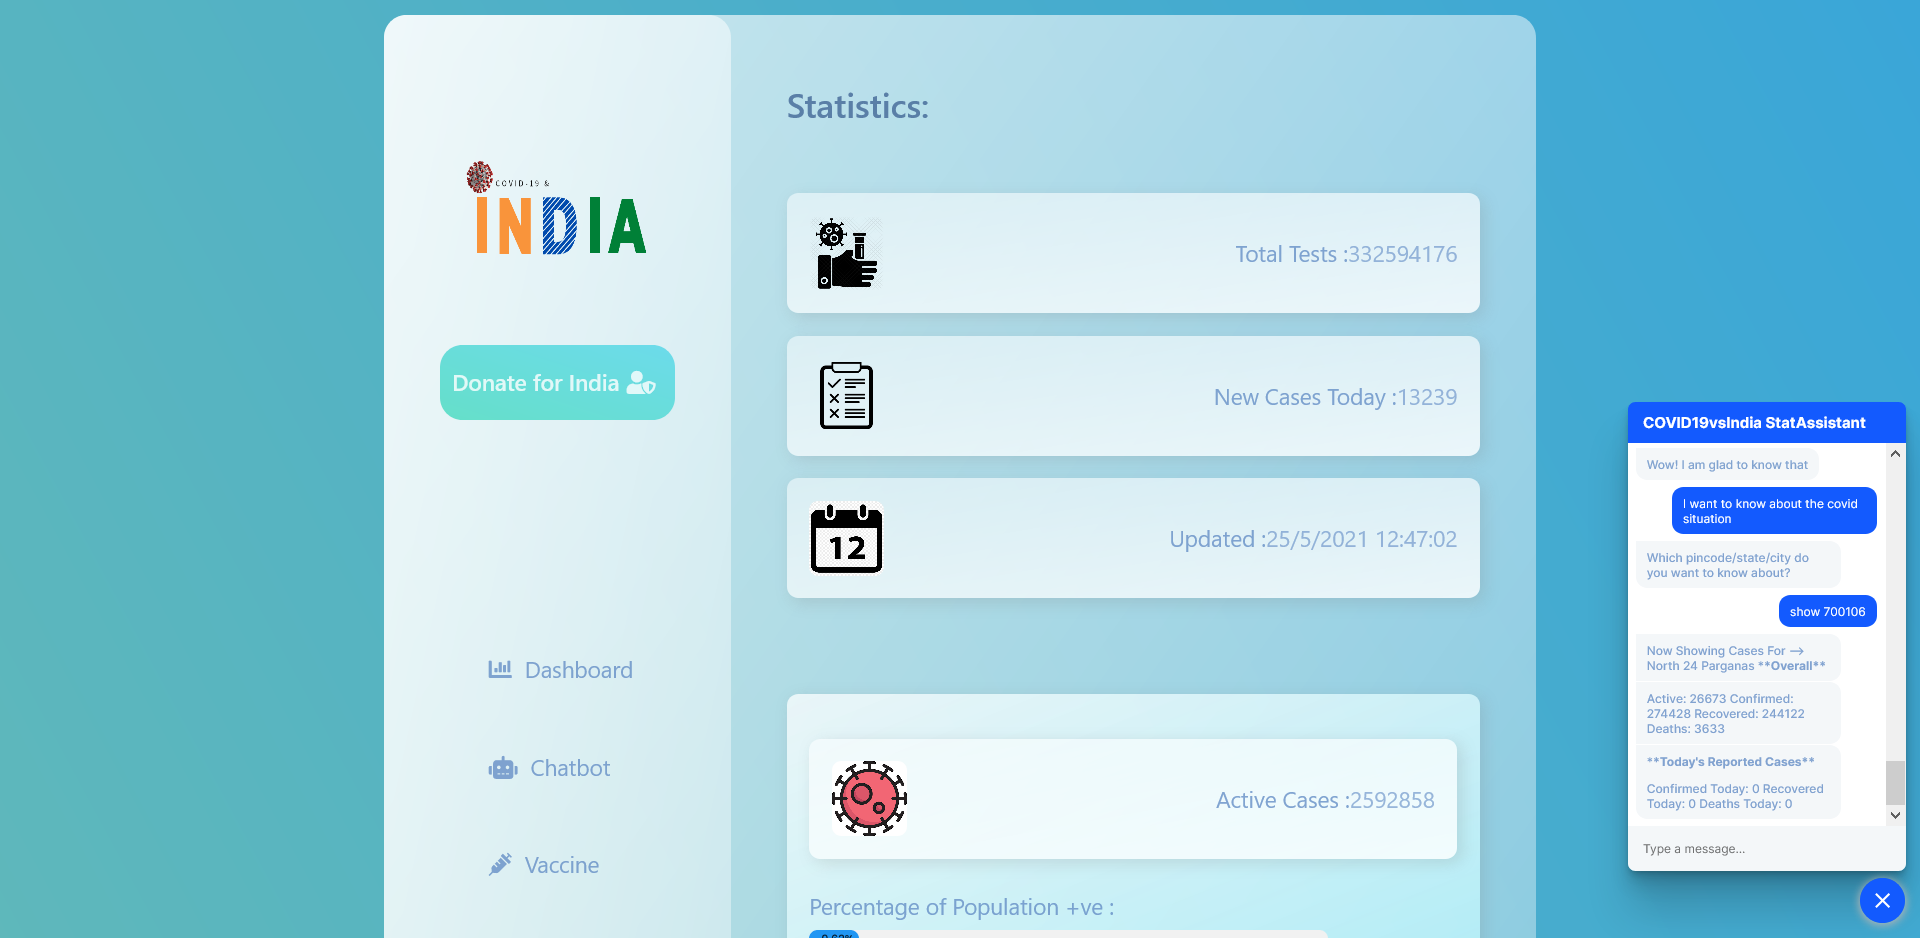 COVID-19 &
INDIA
Donate for India
Dashboard
Chatbot
Vaccine
Statistics:
Total Tests :332594176
New Cases Today :13239
12
Updated :25/5/2021 12:47:02
Active Cases :2592858
Percentage of Population +ve :
COVID19vsIndia StatAssistant
Wow! I am glad to know that
I want to know about the covid
situation
Which pincode/state/city do
you want to know about?
show 700106
Now Showing Cases For -->
North 24 Parganas **Overall**
Active: 26673 Confirmed:
274428 Recovered: 244122
Deaths: 3633
**Today's Reported Cases**
Confirmed Today: 0 Recovered
Today: 0 Deaths Today: 0
Type a message...